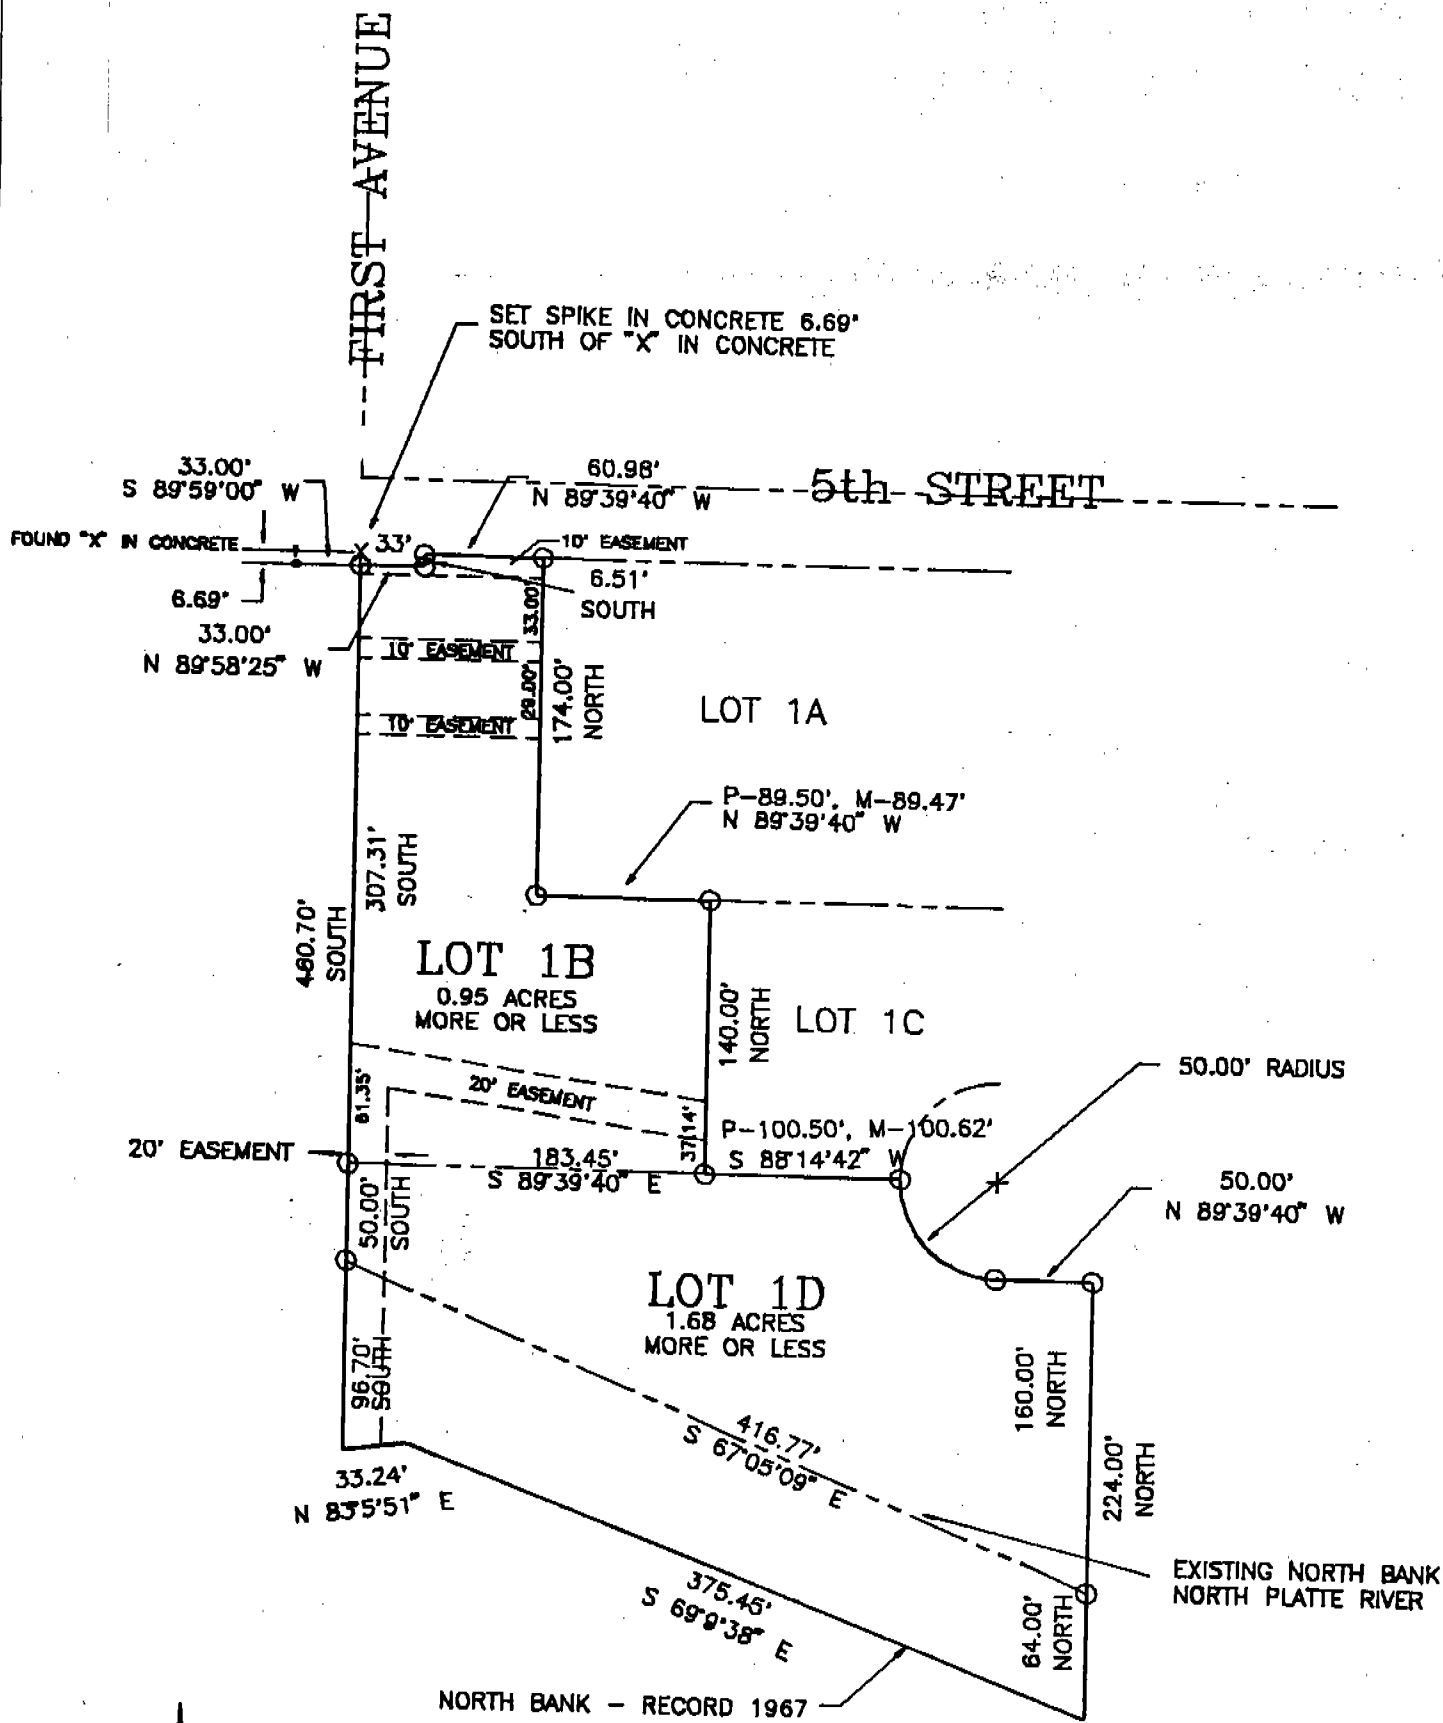 FIRST AVENUE
SET SPIKE IN CONCRETE 6.69'
SOUTH OF "X" IN CONCRETE
33.00'
S 89°59'00" W
60.98'
N 89°39'40" W
5th STREET
FOUND "X" IN CONCRETE
33'
10' EASEMENT
6.51'
SOUTH
6.69'
33.00'
N 89°58'25" W
33.00'
10' EASEMENT
29.00'
174.00'
NORTH
10' EASEMENT
LOT 1A
P-89.50', M-89.47'
N 89°39'40" W
307.31'
SOUTH
460.70'
SOUTH
LOT 1B
0.95 ACRES
MORE OR LESS
140.00'
NORTH
LOT 1C
50.00' RADIUS
61.35'
20' EASEMENT
37.14'
P-100.50', M-100.62'
S 88°14'42" W
20' EASEMENT
183.45'
S 89°39'40" E
50.00'
SOUTH
50.00'
N 89°39'40" W
LOT 1D
1.68 ACRES
MORE OR LESS
96.70'
SOUTH
160.00'
NORTH
416.77'
S 67°05'09" E
224.00'
NORTH
33.24'
N 83°5'51" E
EXISTING NORTH BANK
NORTH PLATTE RIVER
375.45'
S 69°9'38" E
64.00'
NORTH
NORTH BANK - RECORD 1967